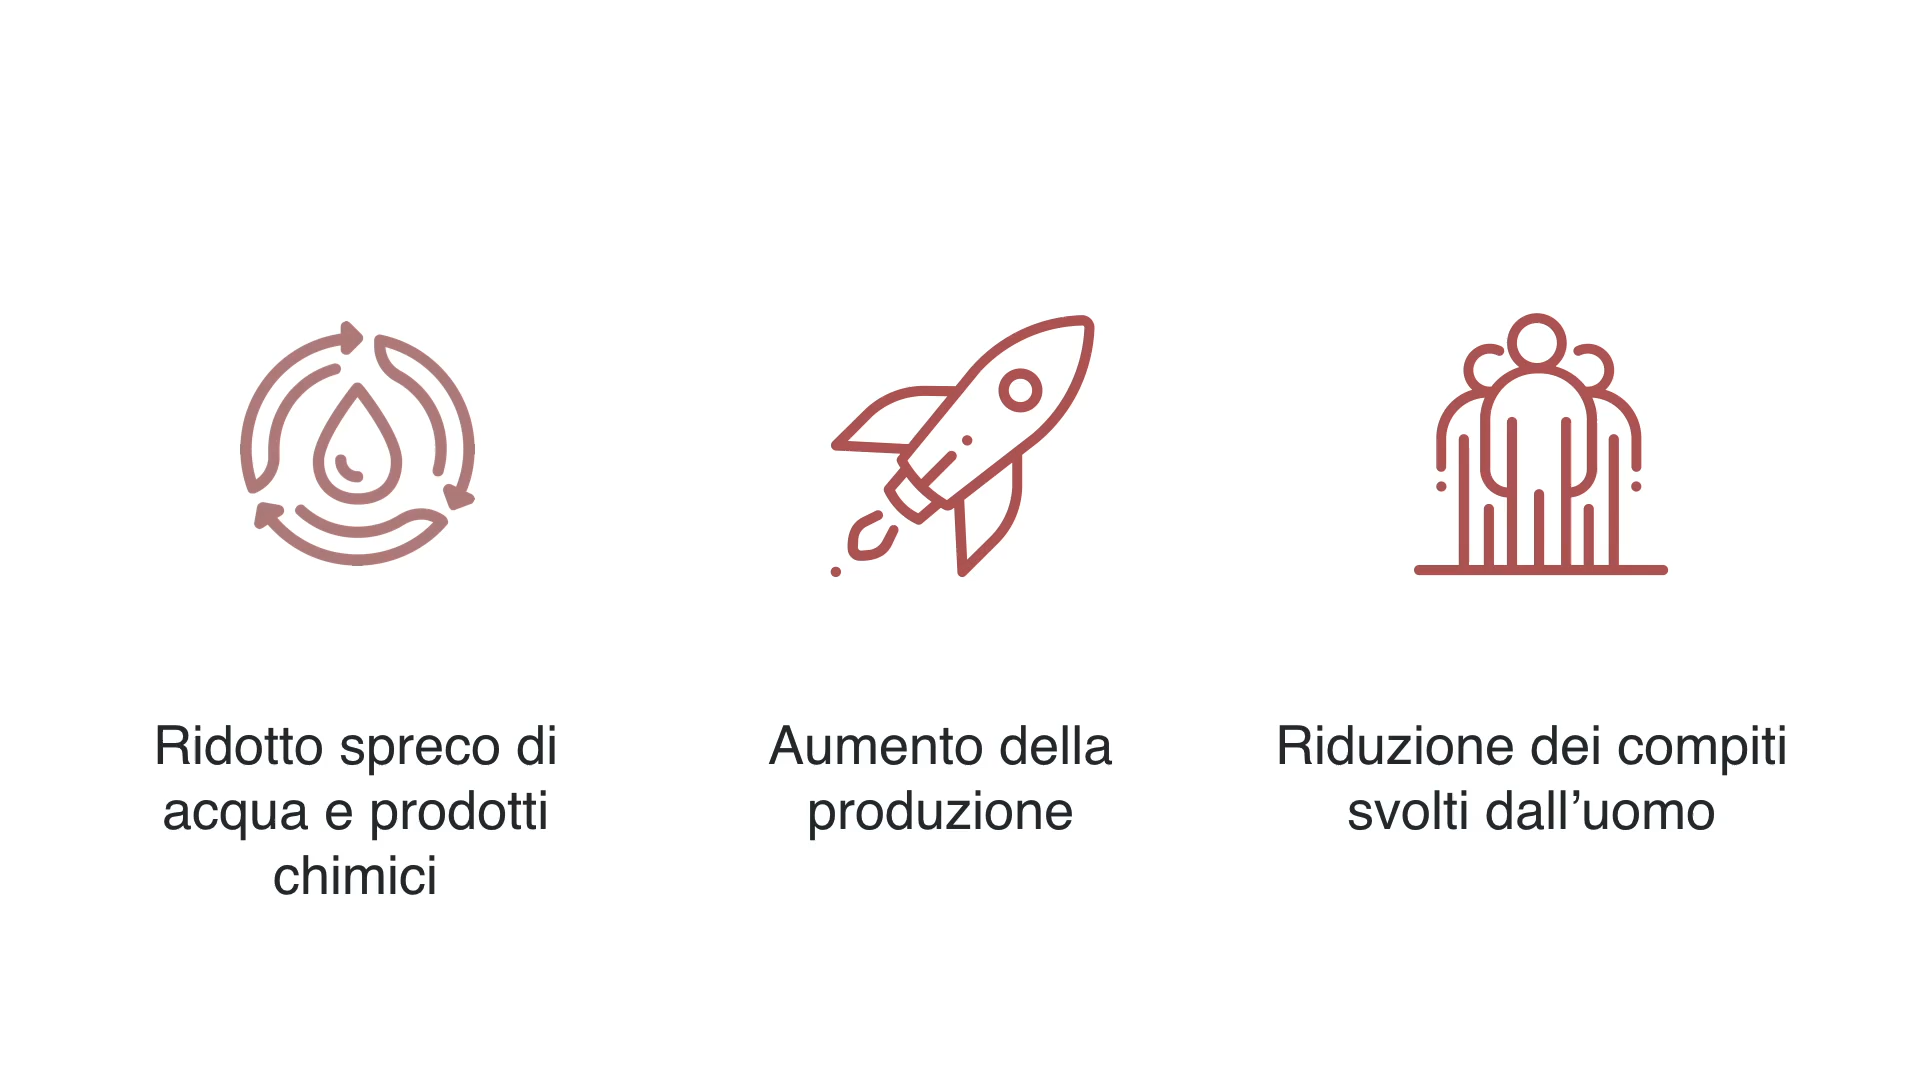 Ridotto spreco di
acqua e prodotti
chimici
Aumento della
produzione
Riduzione dei compiti
svolti dall’uomo